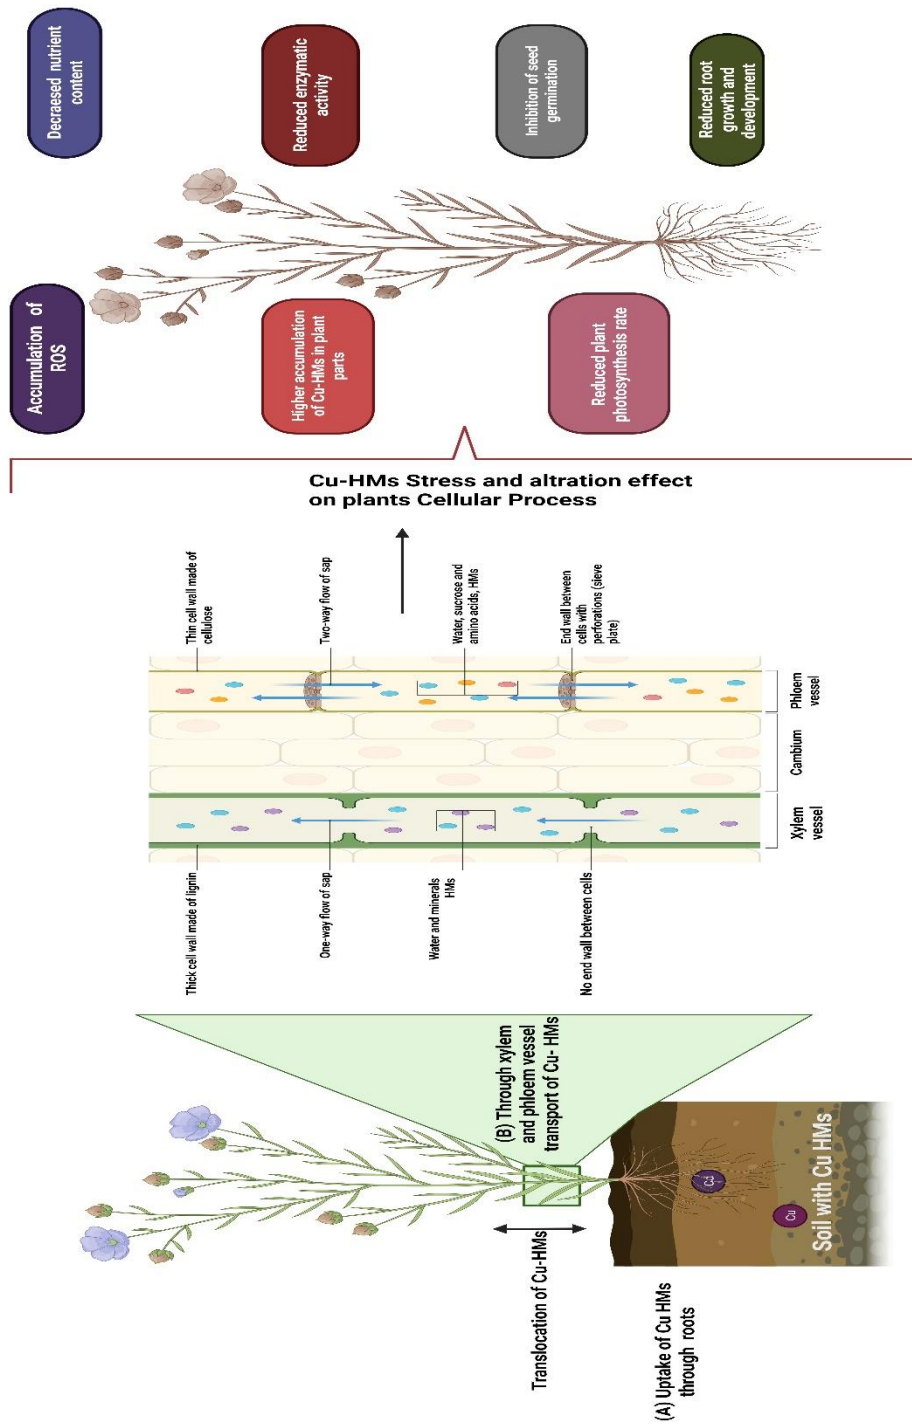 (A) Uptake of Cu HMs
through roots
Translocation of Cu-HMs
(B) Through xylem
and phloem vessel
transport of Cu- HMs
Cu
Cd
Soil with Cu HMs
Thick cell wall made of lignin
One-way flow of sap
Water and minerals
HMs
No end wall between cells
Xylem
vessel
Cambium
Phloem
vessel
Thin cell wall made of
cellulose
Two-way flow of sap
Water, sucrose and
amino acids, HMs
End wall between
cells with
perforations (sieve
plate)
Cu-HMs Stress and altration effect
on plants Cellular Process
Accumulation of
ROS
Higher accumulation
of Cu-HMs in plant
parts
Reduced plant
photosynthesis rate
Decraesed nutrient
content
Reduced enzymatic
activity
Inhibition of seed
germination
Reduced root
growth and
development